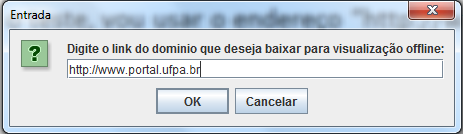 Entrada
Digite o link do dominio que deseja baixar para visualização offline:
http://www.portal.ufpa.br
OK
Cancelar